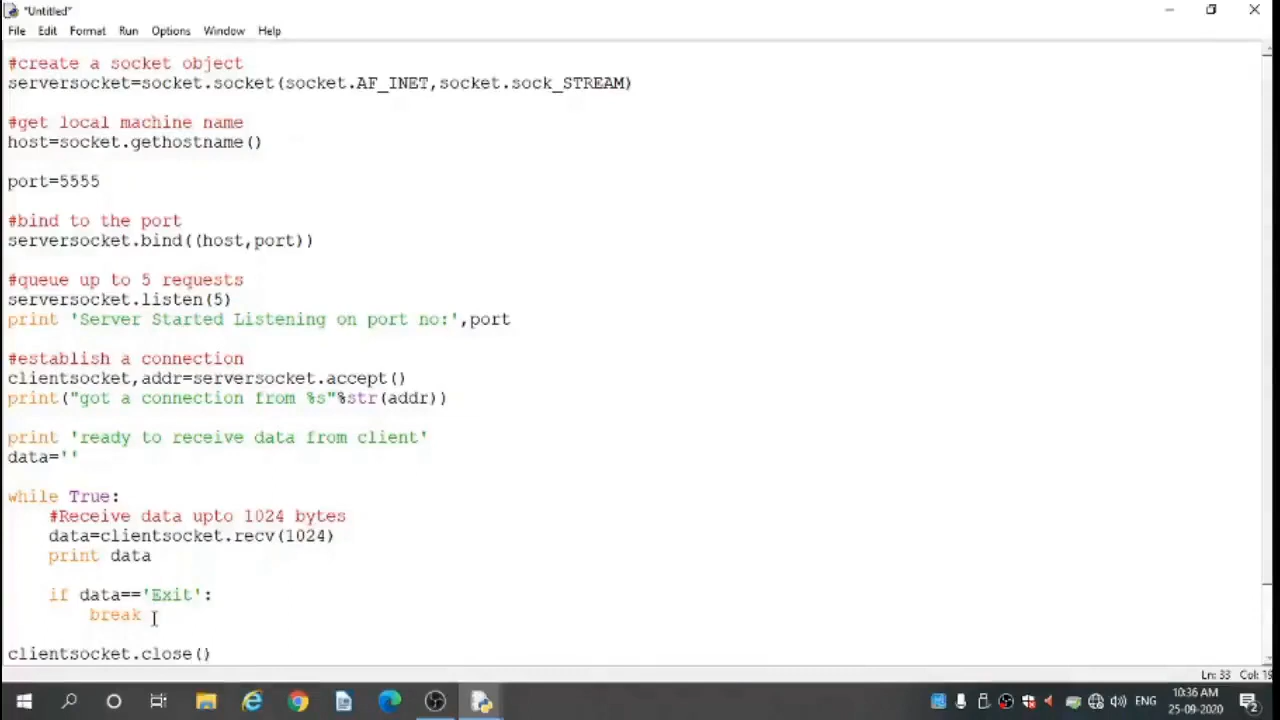 *Untitled*
File Edit Format Run Options Window Help
#create a socket object
serversocket=socket.socket(socket.AF_INET,socket.sock_STREAM)
#get local machine name
host=socket.gethostname()
port=5555
#bind to the port
serversocket.bind((host,port))
#queue up to 5 requests
serversocket.listen(5)
print 'Server Started Listening on port no:',port
#establish a connection
clientsocket,addr=serversocket.accept()
print("got a connection from %s"%str(addr))
print 'ready to receive data from client'
data=''
while True:
    #Receive data upto 1024 bytes
    data=clientsocket.recv(1024)
    print data
    if data=='Exit':
        break
clientsocket.close()
Ln: 33 Col: 19
ENG
10:36 AM
25-09-2020
2